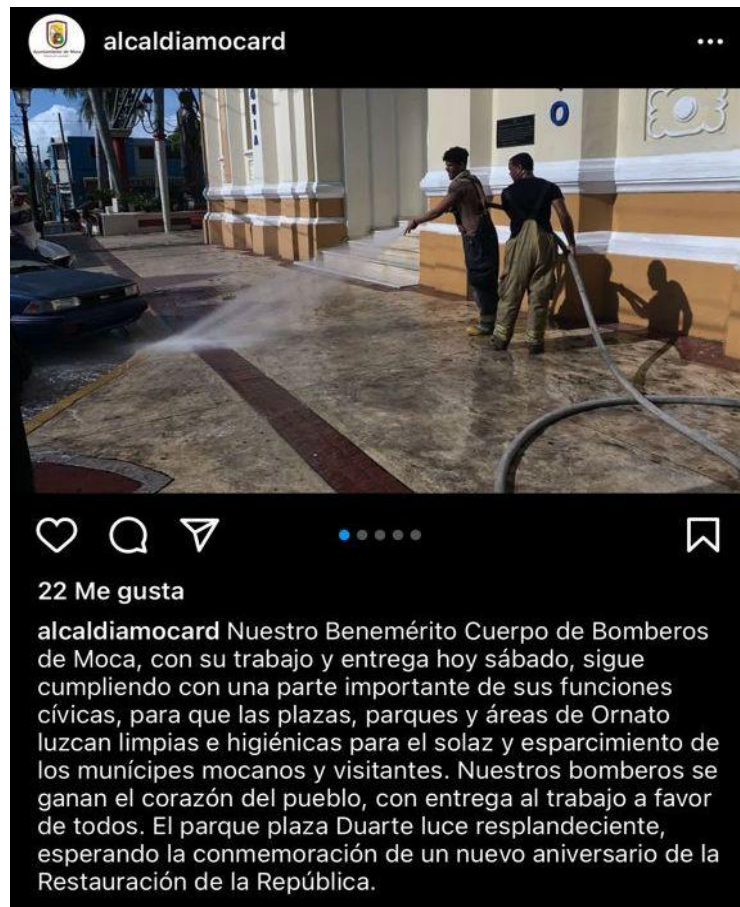 Ayuntamiento de Moca
alcaldiamocard
O
22 Me gusta
alcaldiamocard Nuestro Benemérito Cuerpo de Bomberos
de Moca, con su trabajo y entrega hoy sábado, sigue
cumpliendo con una parte importante de sus funciones
cívicas, para que las plazas, parques y áreas de Ornato
luzcan limpias e higiénicas para el solaz y esparcimiento de
los munícipes mocanos y visitantes. Nuestros bomberos se
ganan el corazón del pueblo, con entrega al trabajo a favor
de todos. El parque plaza Duarte luce resplandeciente,
esperando la conmemoración de un nuevo aniversario de la
Restauración de la República.